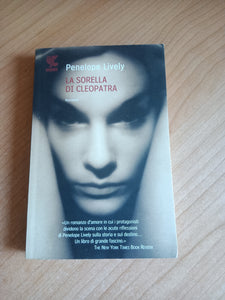 Penelope Lively
LA SORELLA
DI CLEOPATRA
«Un romanzo d'amore in cui i protagonisti
dividono la scena con le acute riflessioni
di Penelope Lively sulla storia e sul destino...
Un libro di grande fascino.»
THE NEW YORK TIMES BOOK REVIEW